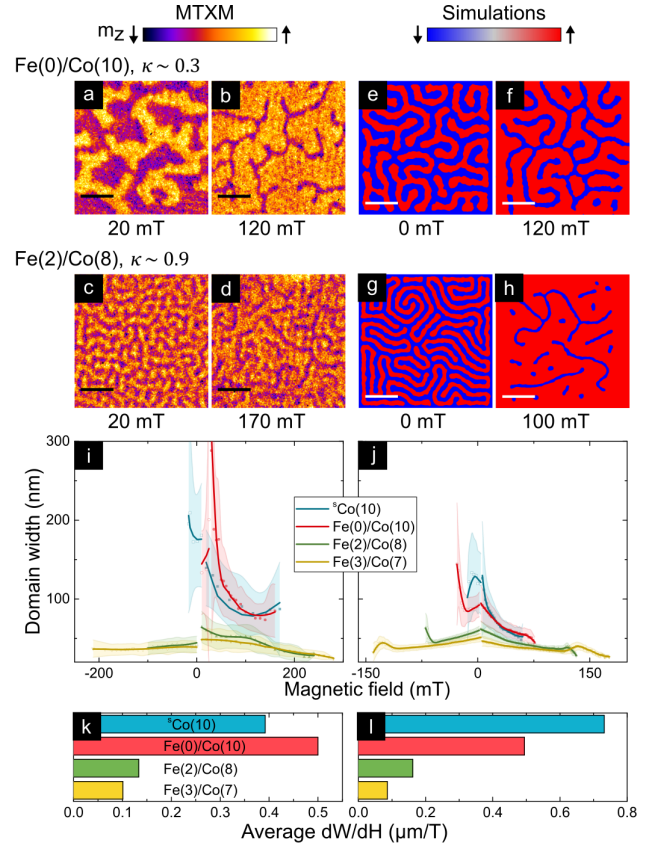 MTXM
Simulations
mz ↓ ↑
↓ ↑
Fe(0)/Co(10), κ ~ 0.3
a b e f
20 mT 120 mT 0 mT 120 mT
Fe(2)/Co(8), κ ~ 0.9
c d g h
20 mT 170 mT 0 mT 100 mT
i j
300
200
100
Domain width (nm)
sCo(10)
Fe(0)/Co(10)
Fe(2)/Co(8)
Fe(3)/Co(7)
-200 0 200
-150 -75 0 75 150
Magnetic field (mT)
k l
sCo(10)
Fe(0)/Co(10)
Fe(2)/Co(8)
Fe(3)/Co(7)
0.0 0.1 0.2 0.3 0.4 0.5
0.0 0.2 0.4 0.6 0.8
Average dW/dH (μm/T)